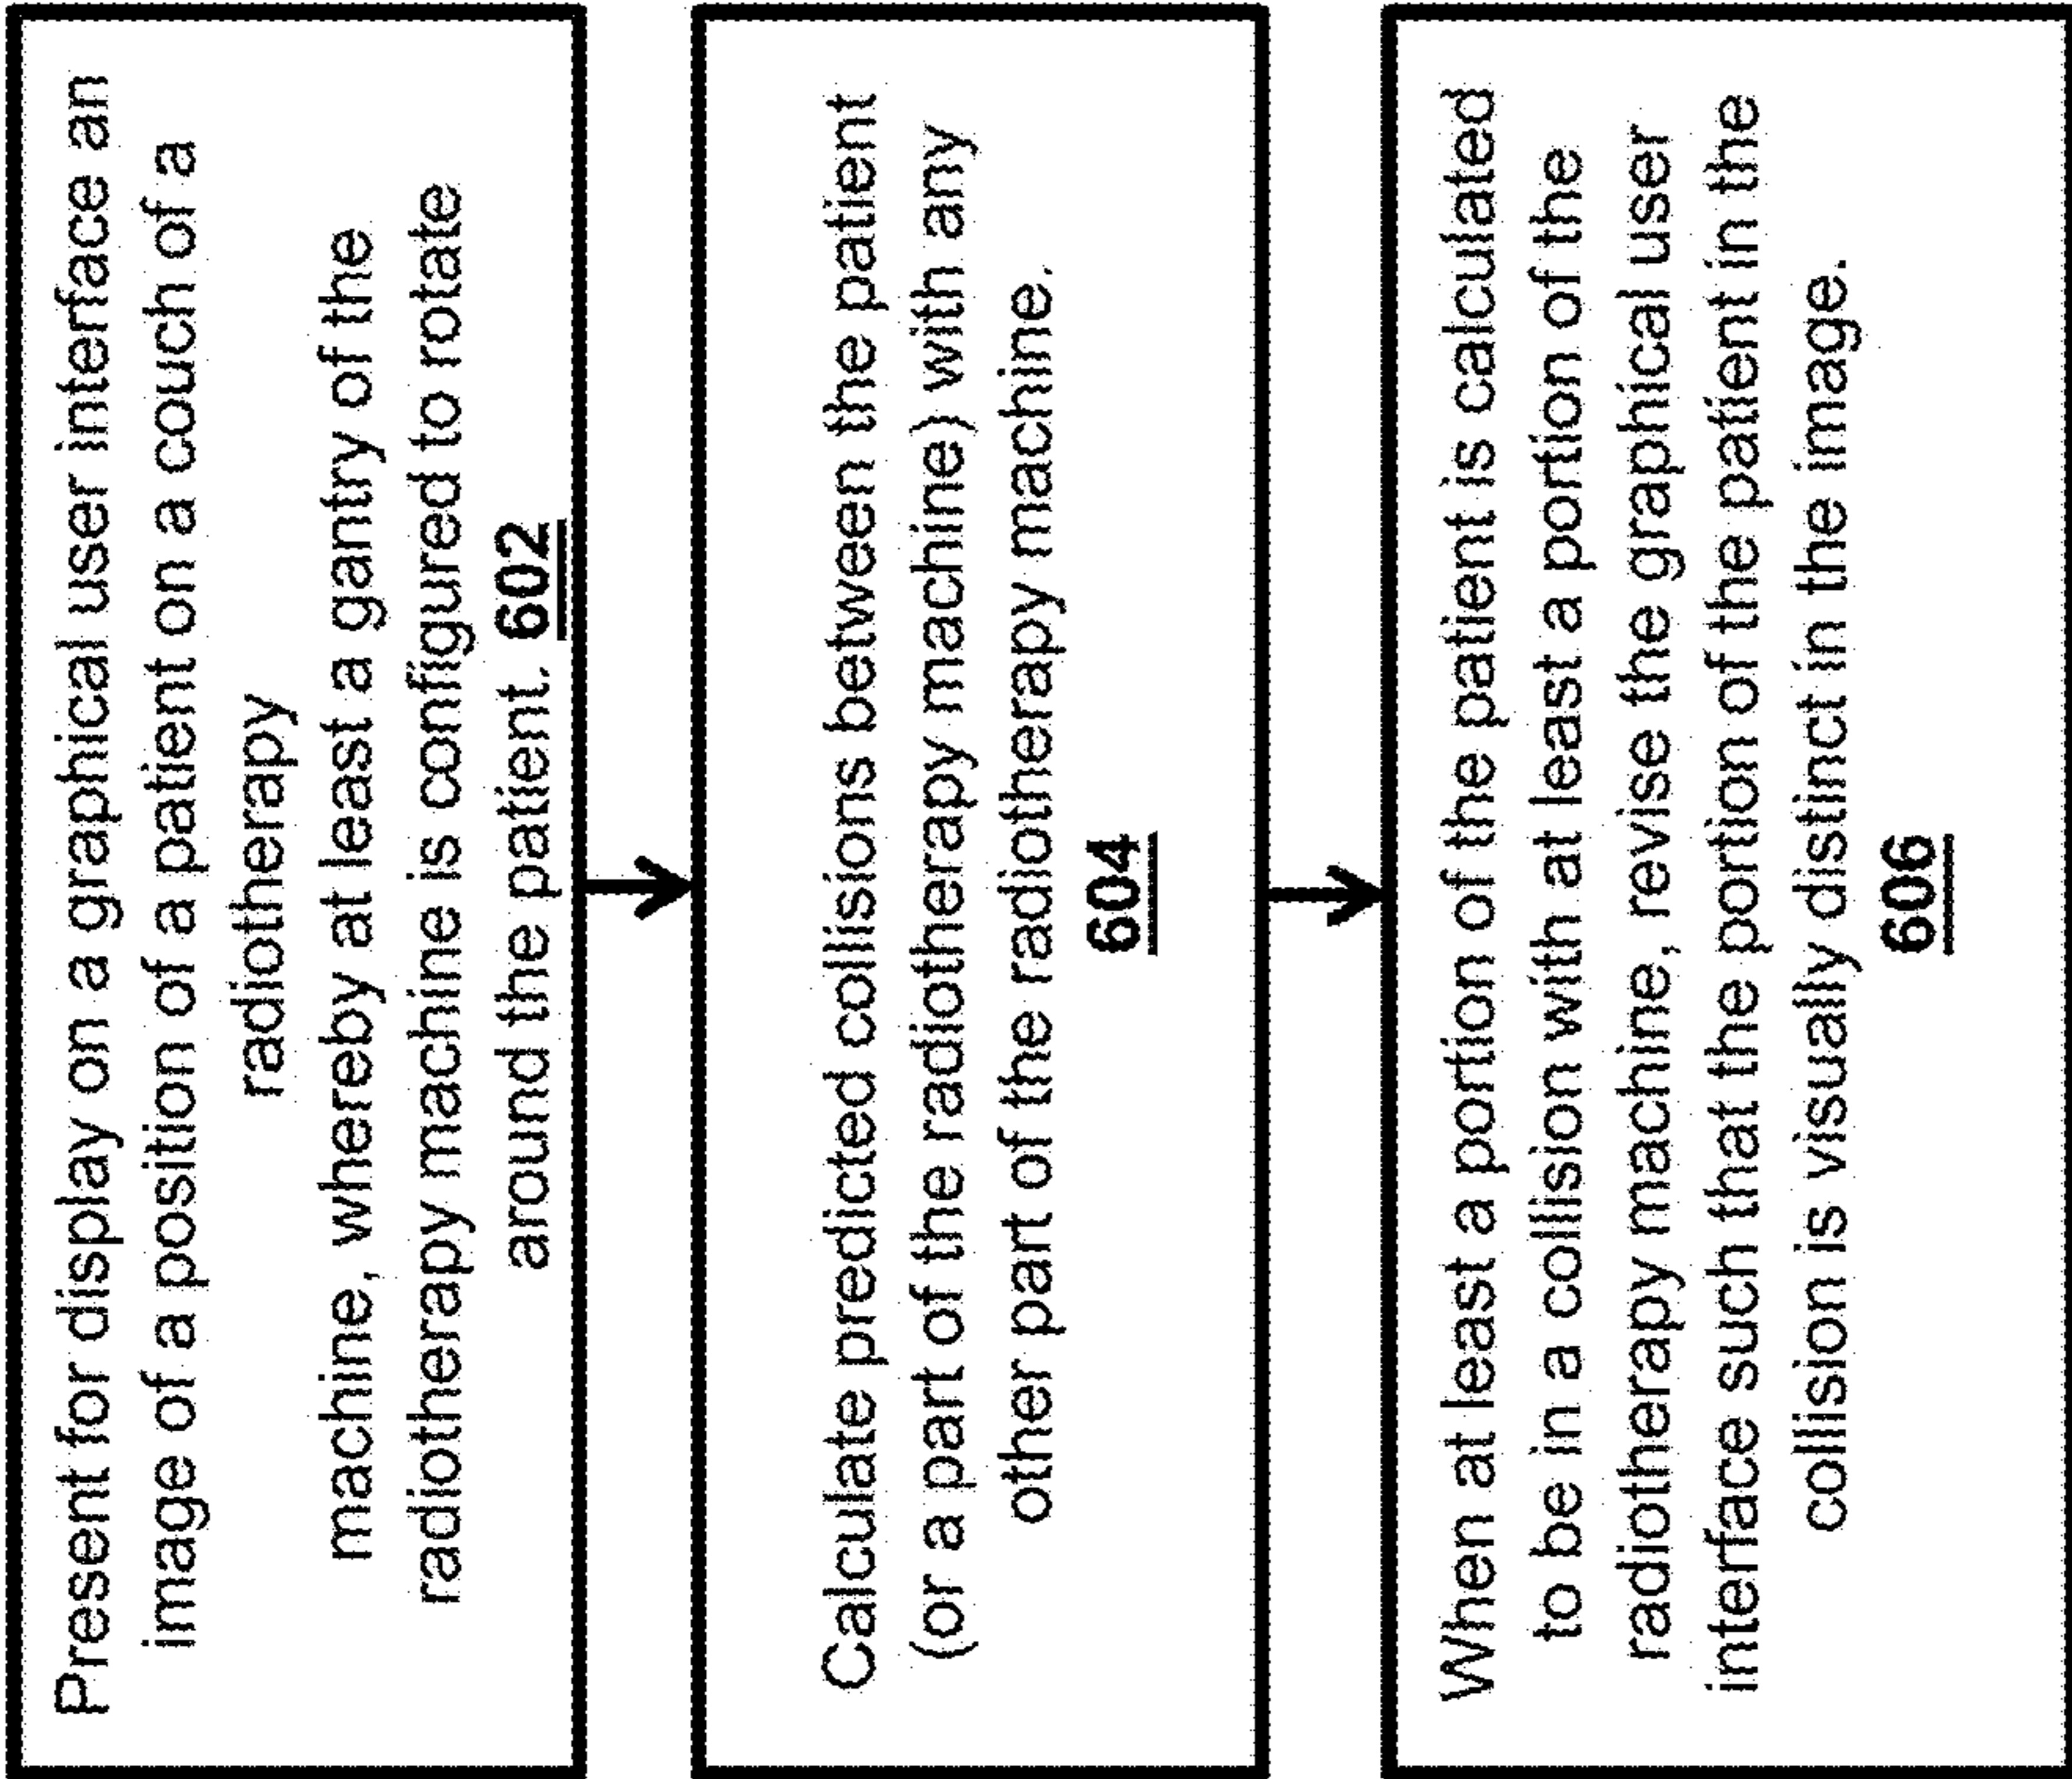 Present for display on a graphical user interface an
image of a position of a patient on a couch of a
radiotherapy
machine, whereby at least a gantry of the
radiotherapy machine is configured to rotate
around the patient. 602
Calculate predicted collisions between the patient
(or a part of the radiotherapy machine) with any
other part of the radiotherapy machine.
604
When at least a portion of the patient is calculated
to be in a collision with at least a portion of the
radiotherapy machine, revise the graphical user
interface such that the portion of the patient in the
collision is visually distinct in the image.
606